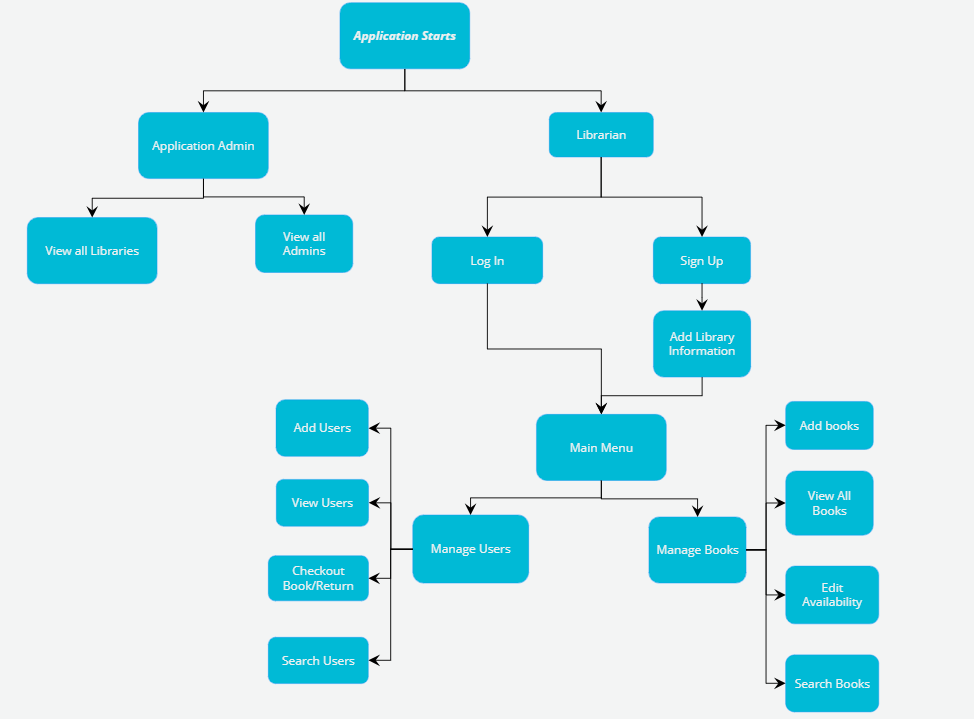 Application Starts
Application Admin
Librarian
View all Libraries
View all
Admins
Log In
Sign Up
Add Library
Information
Main Menu
Add Users
View Users
Checkout
Book/Return
Search Users
Manage Users
Manage Books
Add books
View All
Books
Edit
Availability
Search Books